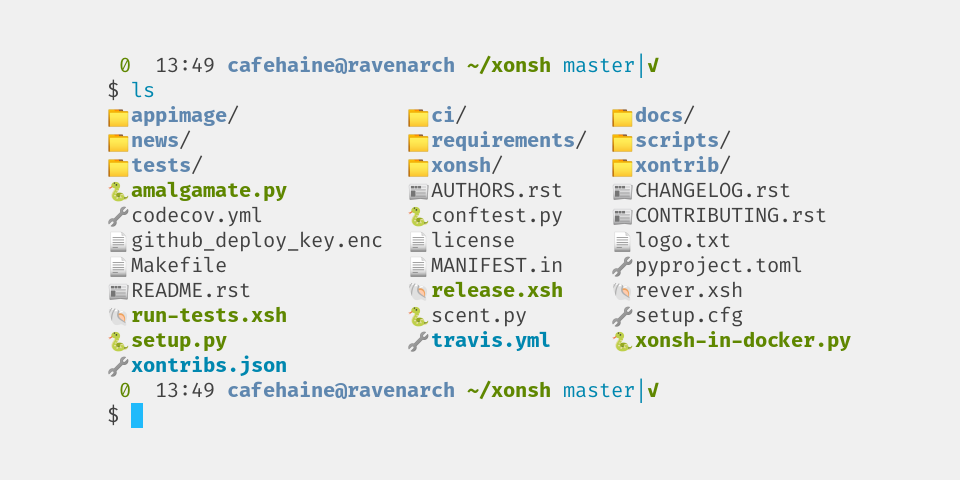 0 13:49 cafehaine@ravenarch ~/xonsh master|√
$ ls
appimage/ ci/ docs/
news/ requirements/ scripts/
tests/ xonsh/ xontrib/
amalgamate.py AUTHORS.rst CHANGELOG.rst
codecov.yml conftest.py CONTRIBUTING.rst
github_deploy_key.enc license logo.txt
Makefile MANIFEST.in pyproject.toml
README.rst release.xsh rever.xsh
run-tests.xsh scent.py setup.cfg
setup.py travis.yml xonsh-in-docker.py
xontribs.json
0 13:49 cafehaine@ravenarch ~/xonsh master|√
$